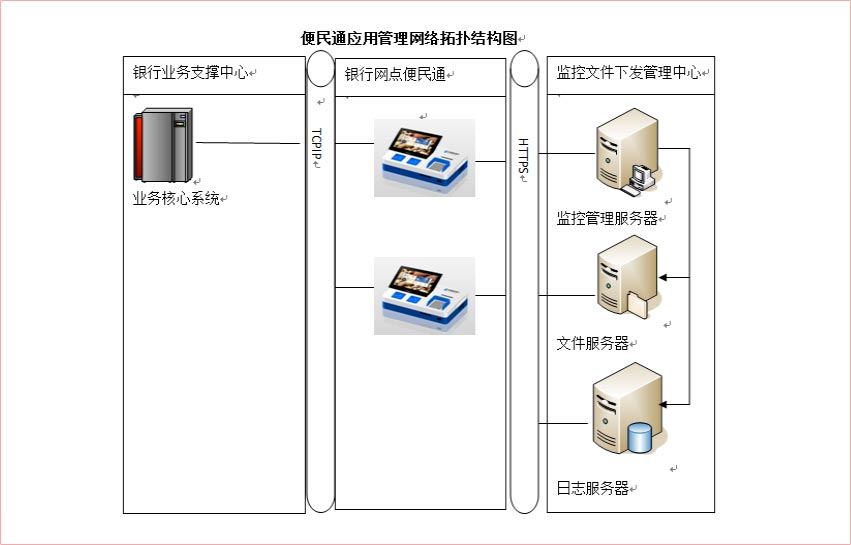 便民通应用管理网络拓扑结构图
银行业务支撑中心
银行网点便民通
监控文件下发管理中心
TCPIP
HTTPS
业务核心系统
监控管理服务器
文件服务器
日志服务器